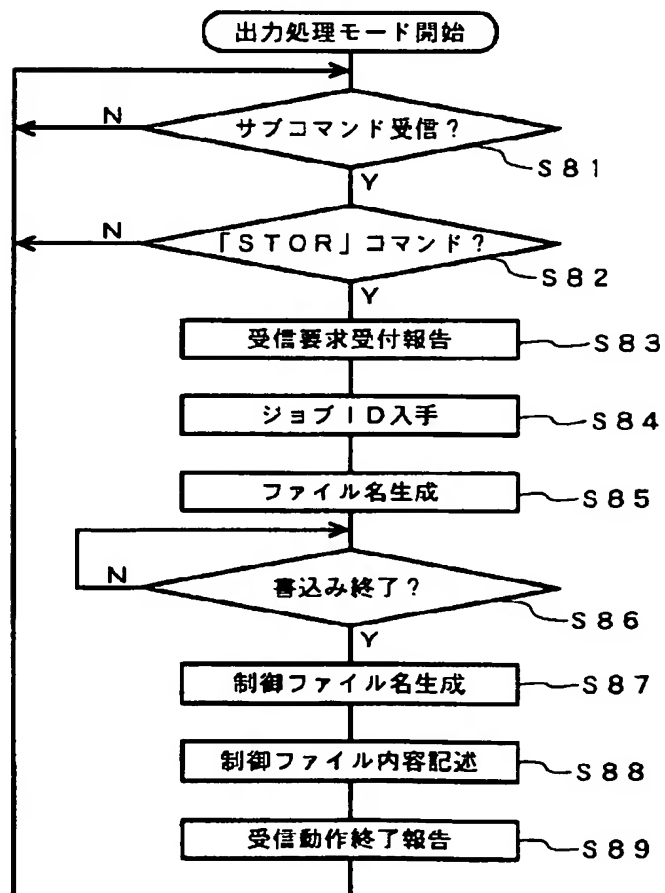 出力処理モード開始
N
サブコマンド受信？
S81
Y
N
「STOR」コマンド？
S82
Y
受信要求受付報告
S83
ジョブID入手
S84
ファイル名生成
S85
N
書込み終了？
S86
Y
制御ファイル名生成
S87
制御ファイル内容記述
S88
受信動作終了報告
S89